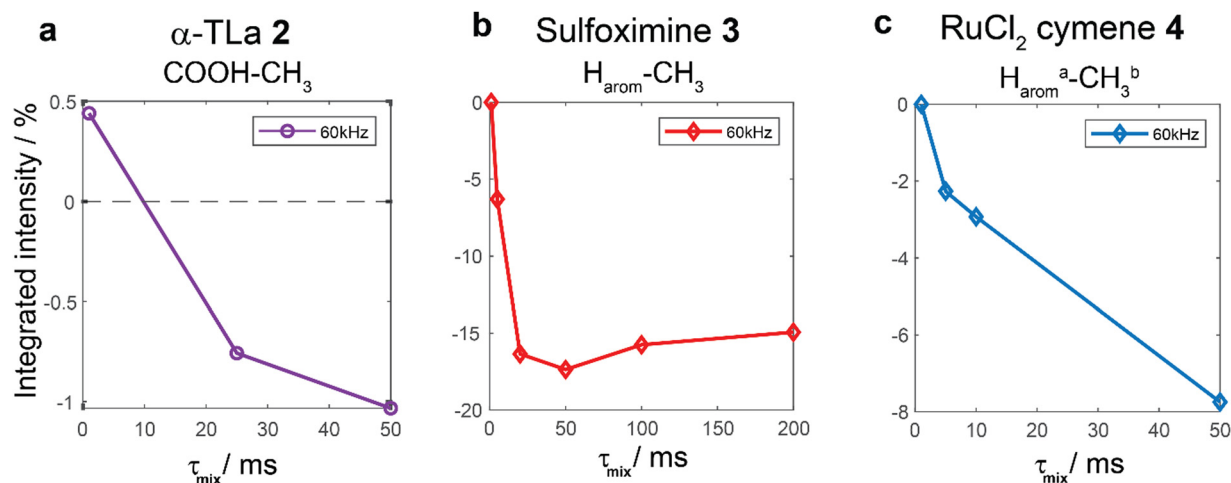 a
α-TLa 2
COOH-CH₃
Integrated intensity / %
0.5
0
-0.5
-1
60kHz
0 10 20 30 40 50
τmix/ ms
b
Sulfoximine 3
Harom-CH₃
0
-5
-10
-15
-20
60kHz
0 50 100 150 200
τmix/ ms
c
RuCl₂ cymene 4
Haromᵃ-CH₃ᵇ
0
-2
-4
-6
-8
60kHz
0 10 20 30 40 50
τmix/ ms